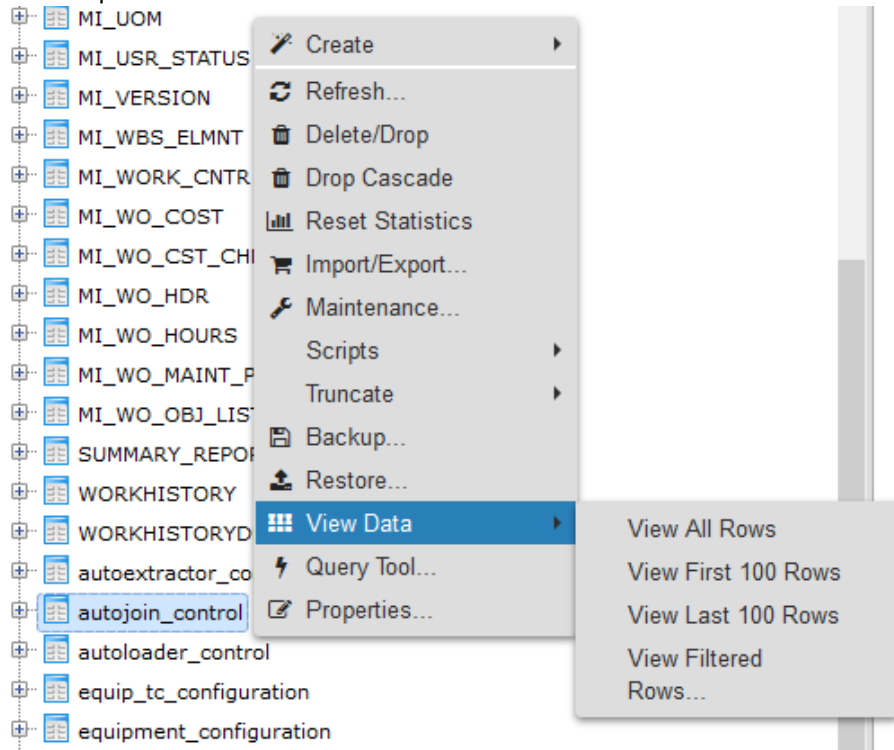 MI_UOM
MI_USR_STATUS
MI_VERSION
MI_WBS_ELMNT
MI_WORK_CNTR
MI_WO_COST
MI_WO_CST_CH
MI_WO_HDR
MI_WO_HOURS
MI_WO_MAINT_P
MI_WO_OBJ_LIS
SUMMARY_REPO
WORKHISTORY
WORKHISTORYD
autoextractor_co
autojoin_control
autoloader_control
equip_tc_configuration
equipment_configuration
Create
Refresh...
Delete/Drop
Drop Cascade
Reset Statistics
Import/Export...
Maintenance...
Scripts
Truncate
Backup...
Restore...
View Data
Query Tool...
Properties...
View All Rows
View First 100 Rows
View Last 100 Rows
View Filtered
Rows...